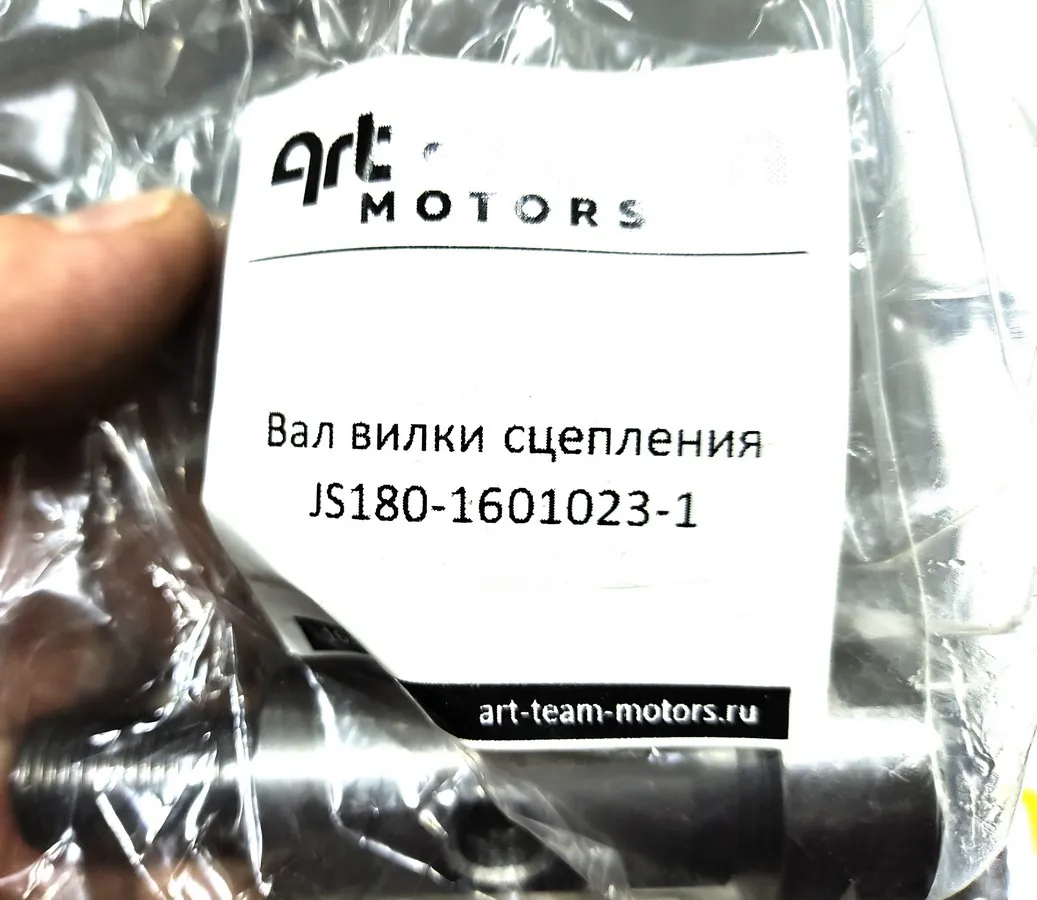 art
MOTORS
Вал вилки сцепления
JS180-1601023-1
art-team-motors.ru